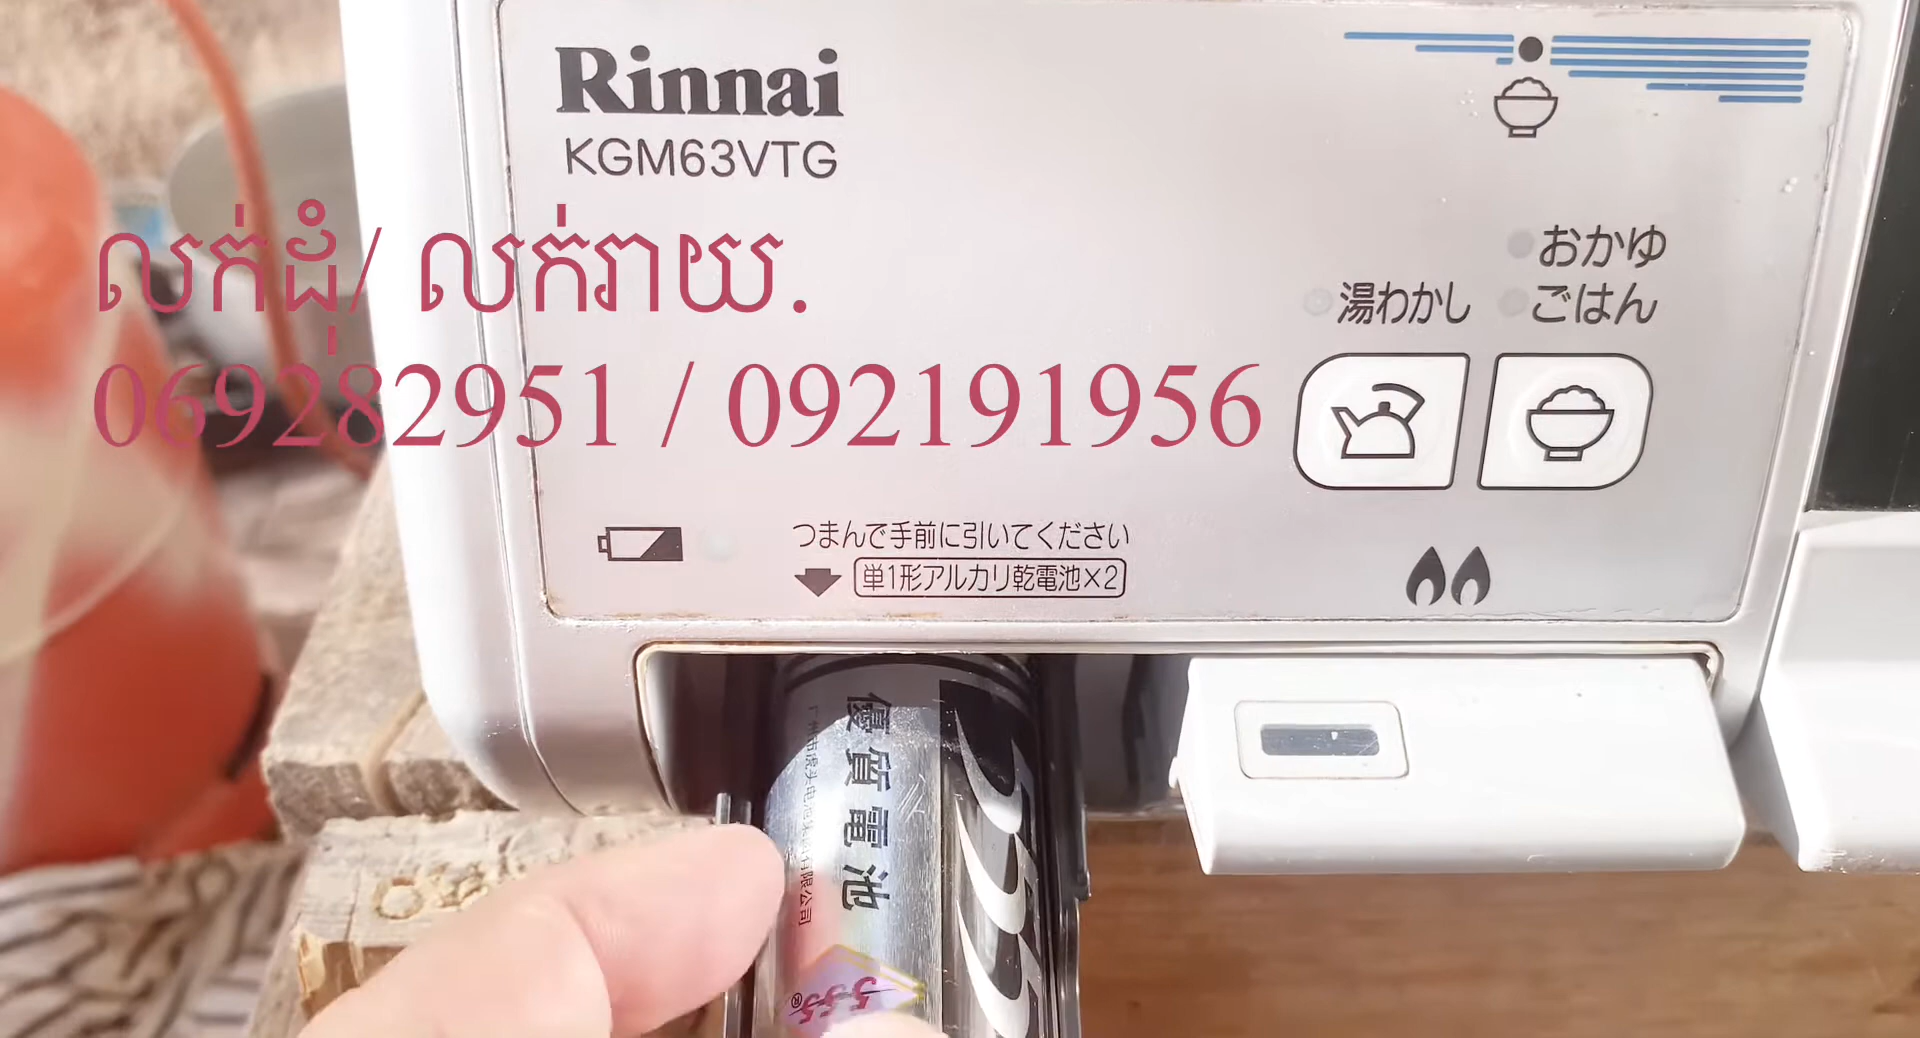 Rinnai
KGM63VTG
លក់ដុំ/ លក់រាយ.
069282951 / 092191956
おかゆ
湯わかし
ごはん
つまんで手前に引いてください
単1形アルカリ乾電池×2
優質電池
555
555